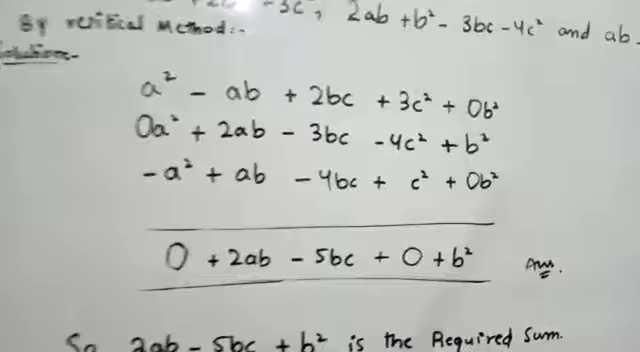 -3c², 2ab + b² - 3bc - 4c² and ab -
By vertical Method:-
Solution:-
a² - ab + 2bc + 3c² + 0b²
0a² + 2ab - 3bc - 4c² + b²
-a² + ab - 4bc + c² + 0b²
0 + 2ab - 5bc + 0 + b² Ans.
So 2ab - 5bc + b² is the Required Sum.